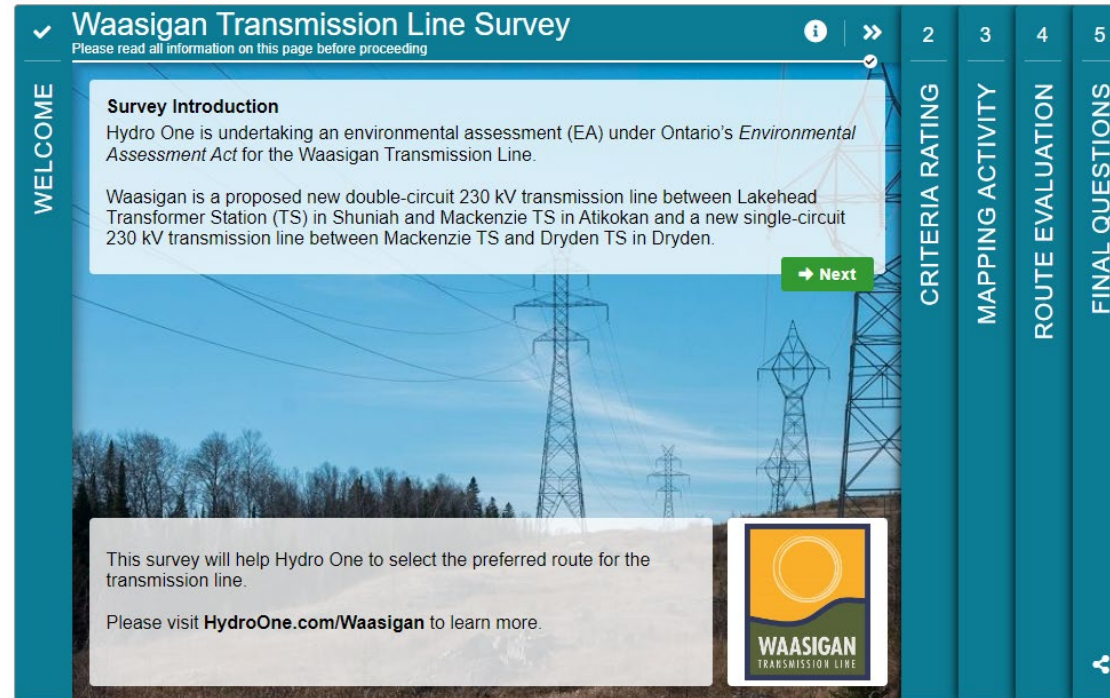 WELCOME
Waasigan Transmission Line Survey
Please read all information on this page before proceeding
Survey Introduction
Hydro One is undertaking an environmental assessment (EA) under Ontario's Environmental
Assessment Act for the Waasigan Transmission Line.
Waasigan is a proposed new double-circuit 230 kV transmission line between Lakehead
Transformer Station (TS) in Shuniah and Mackenzie TS in Atikokan and a new single-circuit
230 kV transmission line between Mackenzie TS and Dryden TS in Dryden.
Next
This survey will help Hydro One to select the preferred route for the
transmission line.
Please visit HydroOne.com/Waasigan to learn more.
WAASIGAN
TRANSMISSION LINE
2
CRITERIA RATING
3
MAPPING ACTIVITY
4
ROUTE EVALUATION
5
FINAL QUESTIONS